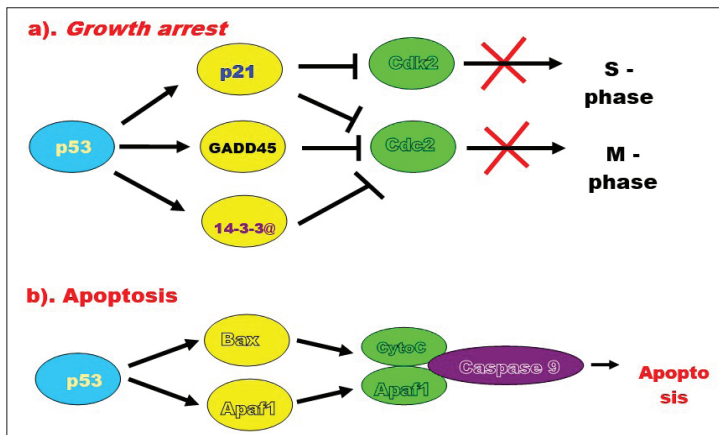 a). Growth arrest
p21
Cdk2
S -
phase
p53
GADD45
Cdc2
M -
phase
14-3-3@
b). Apoptosis
Bax
CytoC
Caspase 9
p53
Apaf1
Apaf1
Apopto
sis